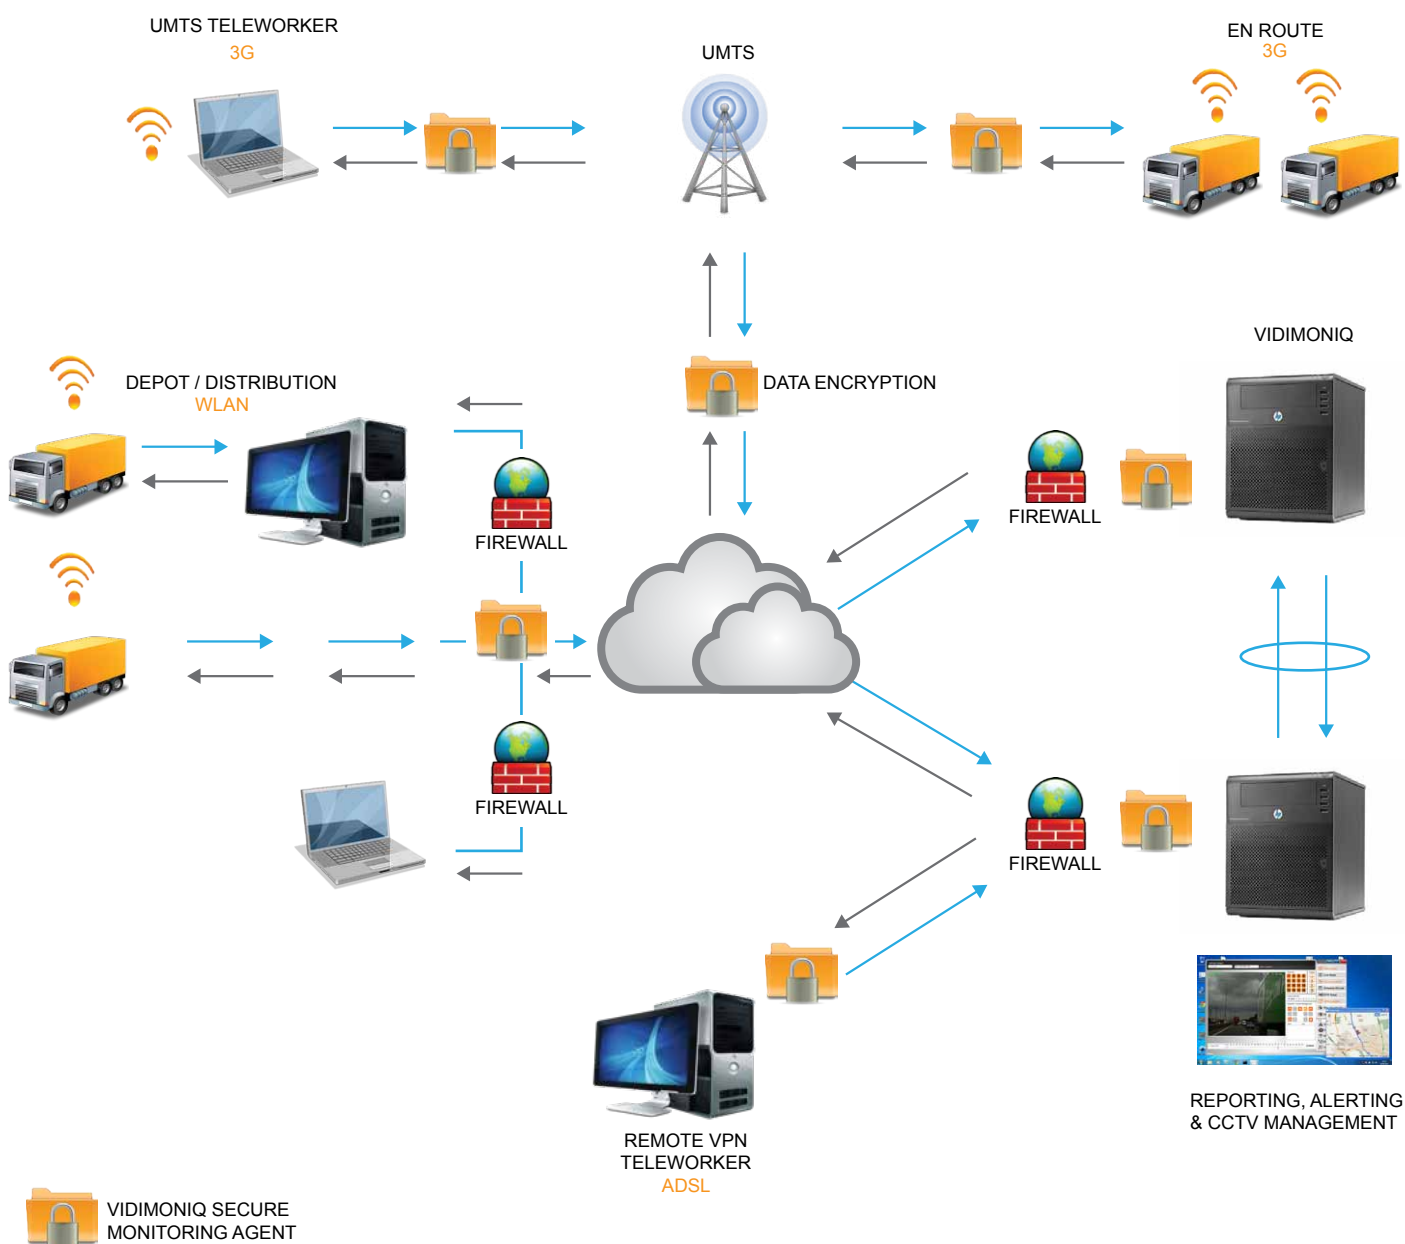 UMTS TELEWORKER
3G
UMTS
EN ROUTE
3G
VIDIMONIQ
DEPOT / DISTRIBUTION
WLAN
DATA ENCRYPTION
FIREWALL
FIREWALL
FIREWALL
FIREWALL
REMOTE VPN
TELEWORKER
ADSL
REPORTING, ALERTING
& CCTV MANAGEMENT
VIDIMONIQ SECURE
MONITORING AGENT